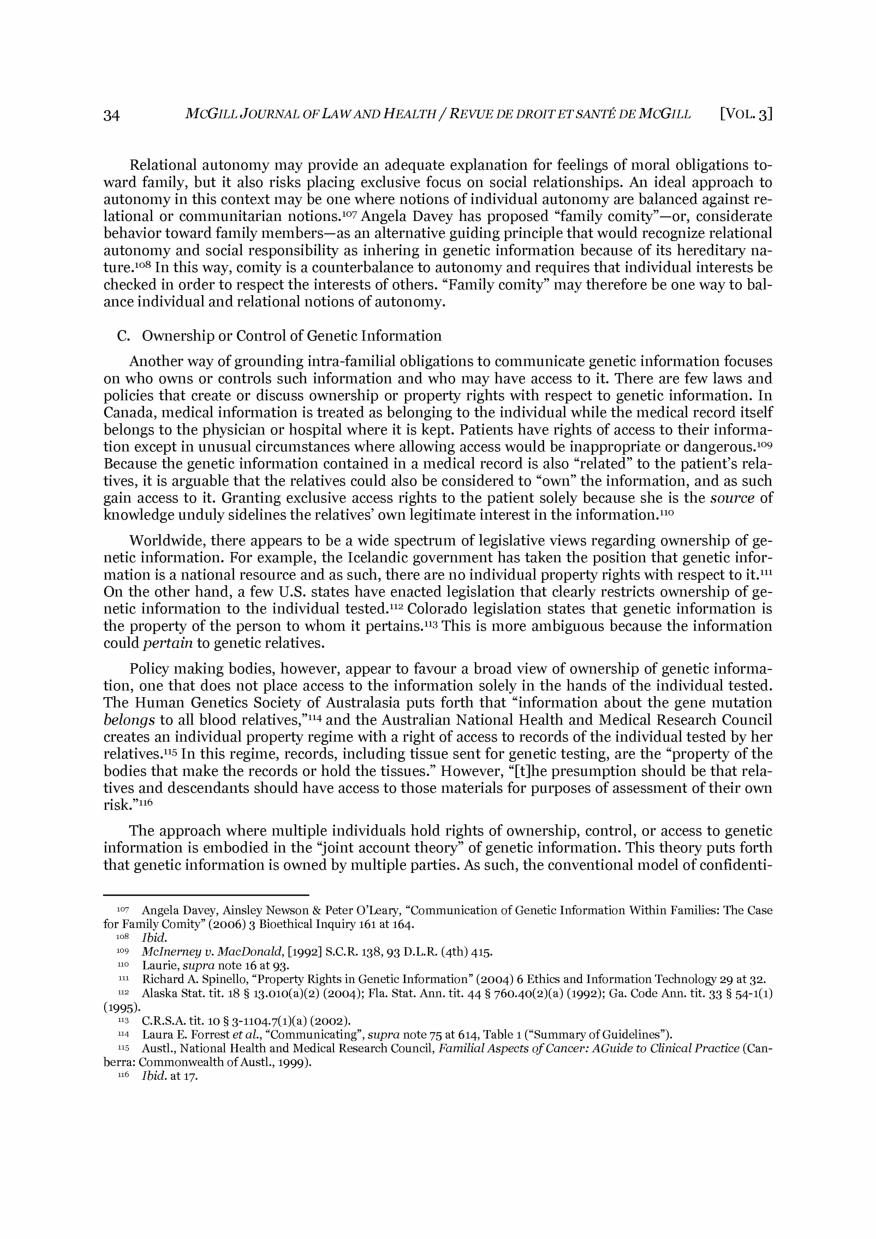 34 MCGILL JOURNAL OF LAW AND HEALTH / REVUE DE DROIT ET SANTÉ DE MCGILL [VOL. 3]
Relational autonomy may provide an adequate explanation for feelings of moral obligations to-
ward family, but it also risks placing exclusive focus on social relationships. An ideal approach to
autonomy in this context may be one where notions of individual autonomy are balanced against re-
lational or communitarian notions.¹⁰⁷ Angela Davey has proposed “family comity”—or, considerate
behavior toward family members—as an alternative guiding principle that would recognize relational
autonomy and social responsibility as inhering in genetic information because of its hereditary na-
ture.¹⁰⁸ In this way, comity is a counterbalance to autonomy and requires that individual interests be
checked in order to respect the interests of others. “Family comity” may therefore be one way to bal-
ance individual and relational notions of autonomy.
C. Ownership or Control of Genetic Information
Another way of grounding intra-familial obligations to communicate genetic information focuses
on who owns or controls such information and who may have access to it. There are few laws and
policies that create or discuss ownership or property rights with respect to genetic information. In
Canada, medical information is treated as belonging to the individual while the medical record itself
belongs to the physician or hospital where it is kept. Patients have rights of access to their informa-
tion except in unusual circumstances where allowing access would be inappropriate or dangerous.¹⁰⁹
Because the genetic information contained in a medical record is also “related” to the patient’s rela-
tives, it is arguable that the relatives could also be considered to “own” the information, and as such
gain access to it. Granting exclusive access rights to the patient solely because she is the source of
knowledge unduly sidelines the relatives’ own legitimate interest in the information.¹¹⁰
Worldwide, there appears to be a wide spectrum of legislative views regarding ownership of ge-
netic information. For example, the Icelandic government has taken the position that genetic infor-
mation is a national resource and as such, there are no individual property rights with respect to it.¹¹¹
On the other hand, a few U.S. states have enacted legislation that clearly restricts ownership of ge-
netic information to the individual tested.¹¹² Colorado legislation states that genetic information is
the property of the person to whom it pertains.¹¹³ This is more ambiguous because the information
could pertain to genetic relatives.
Policy making bodies, however, appear to favour a broad view of ownership of genetic informa-
tion, one that does not place access to the information solely in the hands of the individual tested.
The Human Genetics Society of Australasia puts forth that “information about the gene mutation
belongs to all blood relatives,”¹¹⁴ and the Australian National Health and Medical Research Council
creates an individual property regime with a right of access to records of the individual tested by her
relatives.¹¹⁵ In this regime, records, including tissue sent for genetic testing, are the “property of the
bodies that make the records or hold the tissues.” However, “[t]he presumption should be that rela-
tives and descendants should have access to those materials for purposes of assessment of their own
risk.”¹¹⁶
The approach where multiple individuals hold rights of ownership, control, or access to genetic
information is embodied in the “joint account theory” of genetic information. This theory puts forth
that genetic information is owned by multiple parties. As such, the conventional model of confidenti-
¹⁰⁷ Angela Davey, Ainsley Newson & Peter O’Leary, “Communication of Genetic Information Within Families: The Case
for Family Comity” (2006) 3 Bioethical Inquiry 161 at 164.
¹⁰⁸ Ibid.
¹⁰⁹ McInerney v. MacDonald, [1992] S.C.R. 138, 93 D.L.R. (4th) 415.
¹¹⁰ Laurie, supra note 16 at 93.
¹¹¹ Richard A. Spinello, “Property Rights in Genetic Information” (2004) 6 Ethics and Information Technology 29 at 32.
¹¹² Alaska Stat. tit. 18 § 13.010(a)(2) (2004); Fla. Stat. Ann. tit. 44 § 760.40(2)(a) (1992); Ga. Code Ann. tit. 33 § 54-1(1)
(1995).
¹¹³ C.R.S.A. tit. 10 § 3-1104.7(1)(a) (2002).
¹¹⁴ Laura E. Forrest et al., “Communicating”, supra note 75 at 614, Table 1 (“Summary of Guidelines”).
¹¹⁵ Austl., National Health and Medical Research Council, Familial Aspects of Cancer: AGuide to Clinical Practice (Can-
berra: Commonwealth of Austl., 1999).
¹¹⁶ Ibid. at 17.